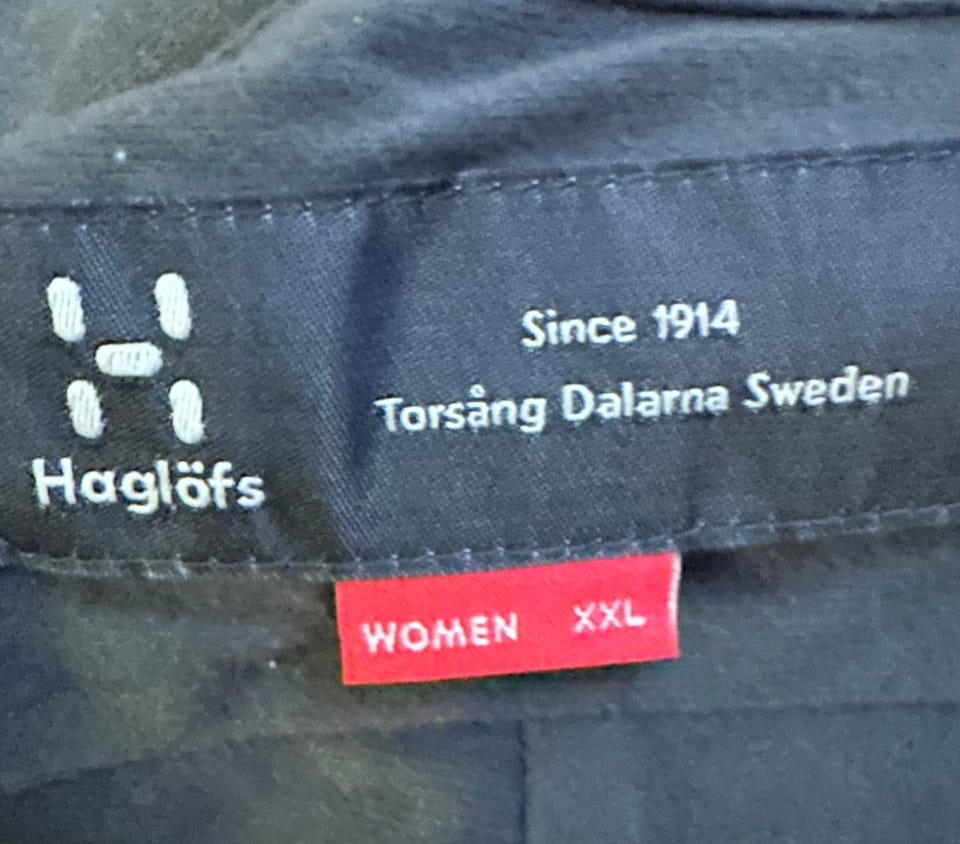 Haglöfs
Since 1914
Torsång Dalarna Sweden
WOMEN XXL